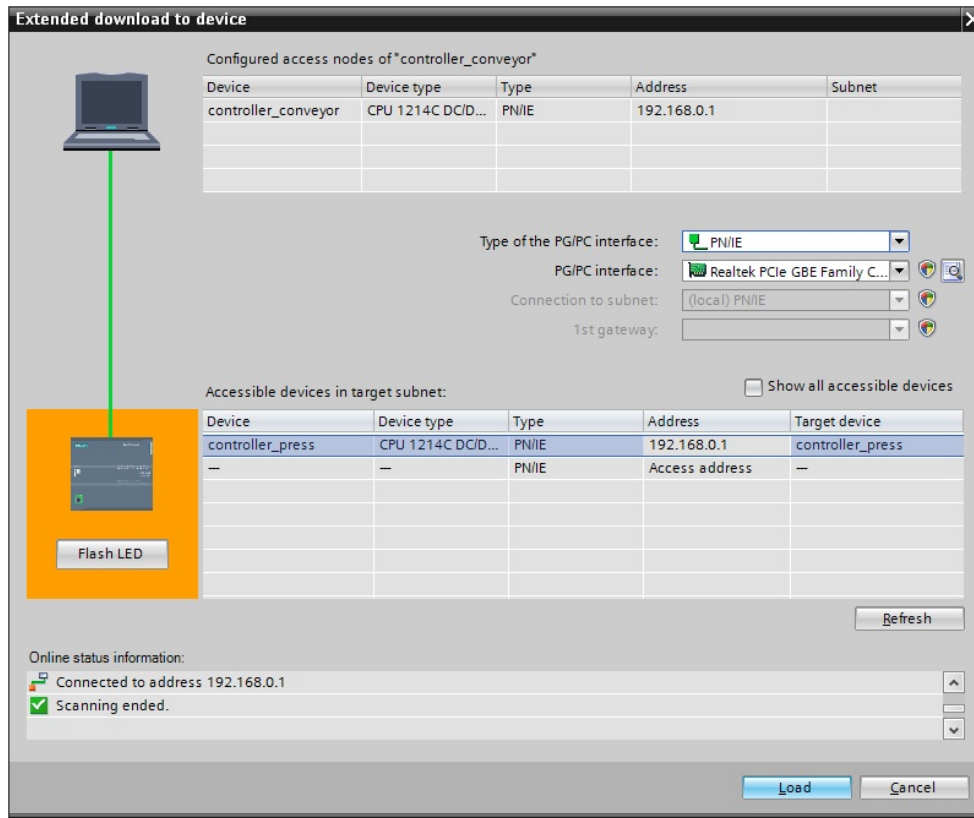 Extended download to device
Configured access nodes of "controller_conveyor"
Device Device type Type Address Subnet
controller_conveyor CPU 1214C DC/D... PN/IE 192.168.0.1
Type of the PG/PC interface: PN/IE
PG/PC interface: Realtek PCIe GBE Family C...
Connection to subnet: (local) PN/IE
1st gateway:
Accessible devices in target subnet: Show all accessible devices
Device Device type Type Address Target device
controller_press CPU 1214C DC/D... PN/IE 192.168.0.1 controller_press
— — PN/IE Access address —
Flash LED
Refresh
Online status information:
Connected to address 192.168.0.1
Scanning ended.
Load Cancel